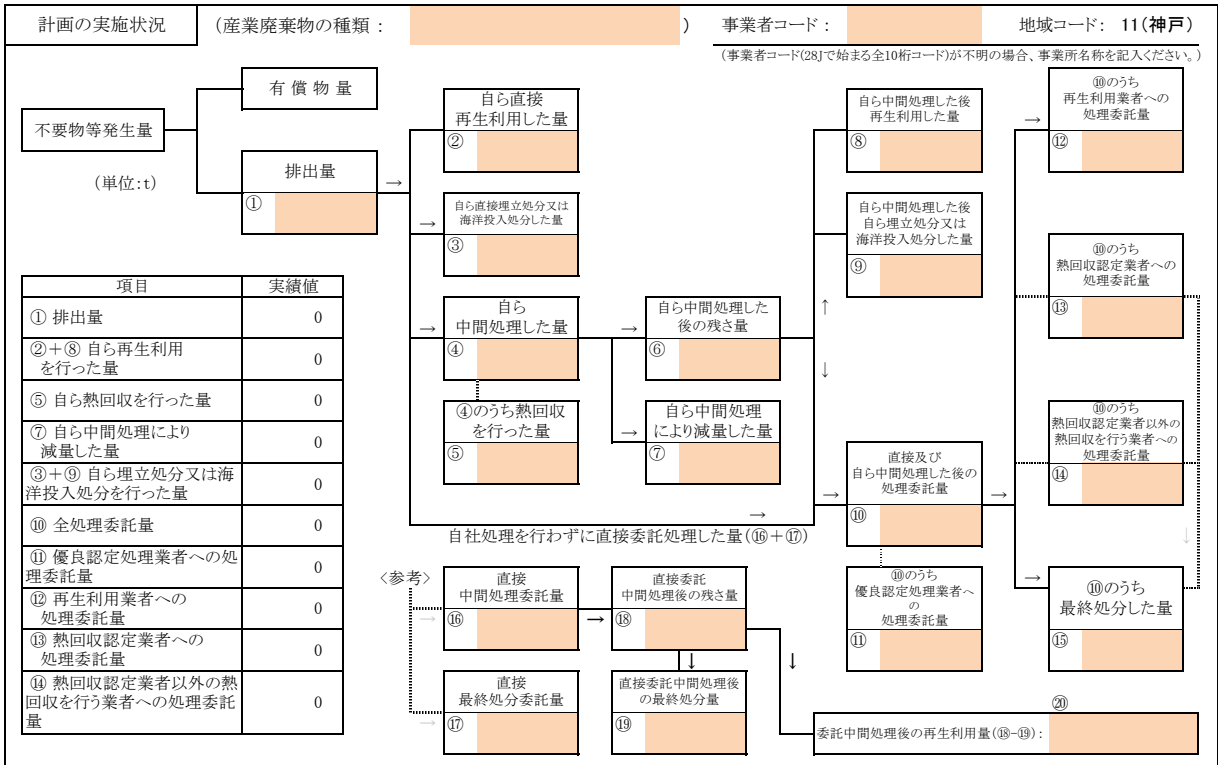 計画の実施状況
(産業廃棄物の種類：
)
事業者コード：
地域コード： 11(神戸)
(事業者コード(28Jで始まる全10桁コード)が不明の場合、事業所名称を記入ください。)
不要物等発生量
有 償 物 量
(単位:t)
排出量
①
→
自ら直接
再生利用した量
②
→
自ら直接埋立処分又は
海洋投入処分した量
③
→
自ら
中間処理した量
④
④のうち熱回収
を行った量
⑤
→
自ら中間処理した
後の残さ量
⑥
→
自ら中間処理
により減量した量
⑦
自ら中間処理した後
再生利用した量
⑧
自ら中間処理した後
自ら埋立処分又は
海洋投入処分した量
⑨
↑
↓
→
→
自社処理を行わずに直接委託処理した量(⑯+⑰)
直接及び
自ら中間処理した後の
処理委託量
⑩
→
⑩のうち
優良認定処理業者へ
の
処理委託量
⑪
→
⑩のうち
再生利用業者への
処理委託量
⑫
⑩のうち
熱回収認定業者への
処理委託量
⑬
⑩のうち
熱回収認定業者以外の
熱回収を行う業者への
処理委託量
⑭
↓
→
⑩のうち
最終処分した量
⑮
項目 実績値
① 排出量 0
②+⑧ 自ら再生利用
を行った量 0
⑤ 自ら熱回収を行った量 0
⑦ 自ら中間処理により
減量した量 0
③+⑨ 自ら埋立処分又は海
洋投入処分を行った量 0
⑩ 全処理委託量 0
⑪ 優良認定処理業者への処
理委託量 0
⑫ 再生利用業者への
処理委託量 0
⑬ 熱回収認定業者への
処理委託量 0
⑭ 熱回収認定業者以外の熱
回収を行う業者への処理委託
量 0
<参考>
→
直接
中間処理委託量
⑯
→
直接委託
中間処理後の残さ量
⑱
↓
↓
→
直接
最終処分委託量
⑰
直接委託中間処理後
の最終処分量
⑲
⑳
委託中間処理後の再生利用量(⑱-⑲)：